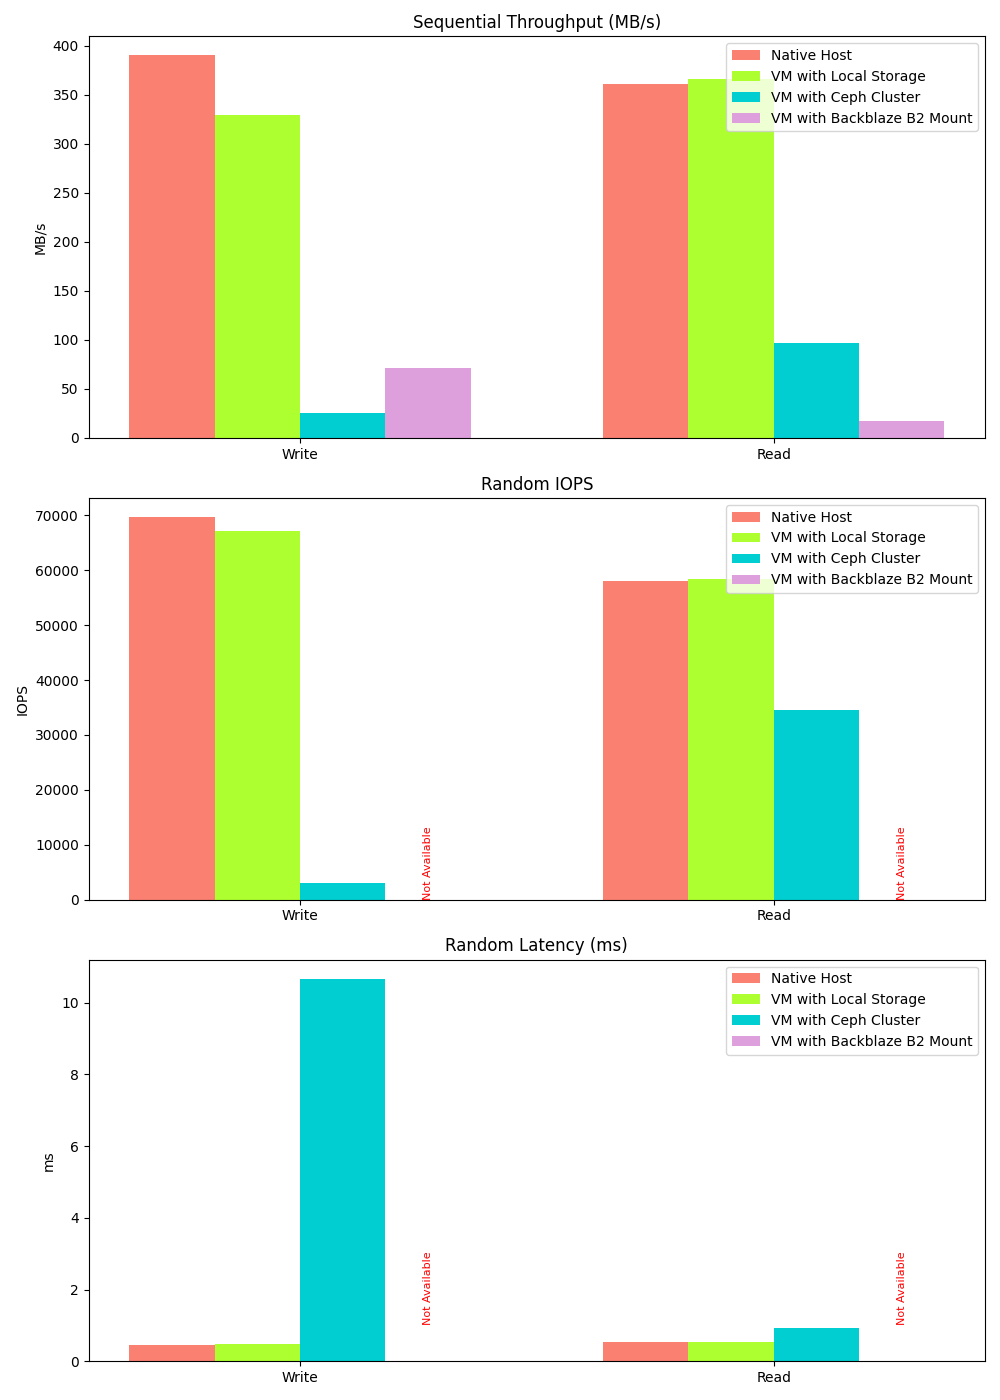 Sequential Throughput (MB/s)
400
350
300
250
200
150
100
50
0
MB/s
Native Host
VM with Local Storage
VM with Ceph Cluster
VM with Backblaze B2 Mount
Write
Read
Random IOPS
70000
60000
50000
40000
30000
20000
10000
0
IOPS
Native Host
VM with Local Storage
VM with Ceph Cluster
VM with Backblaze B2 Mount
Not Available
Not Available
Write
Read
Random Latency (ms)
10
8
6
4
2
0
ms
Native Host
VM with Local Storage
VM with Ceph Cluster
VM with Backblaze B2 Mount
Not Available
Not Available
Write
Read